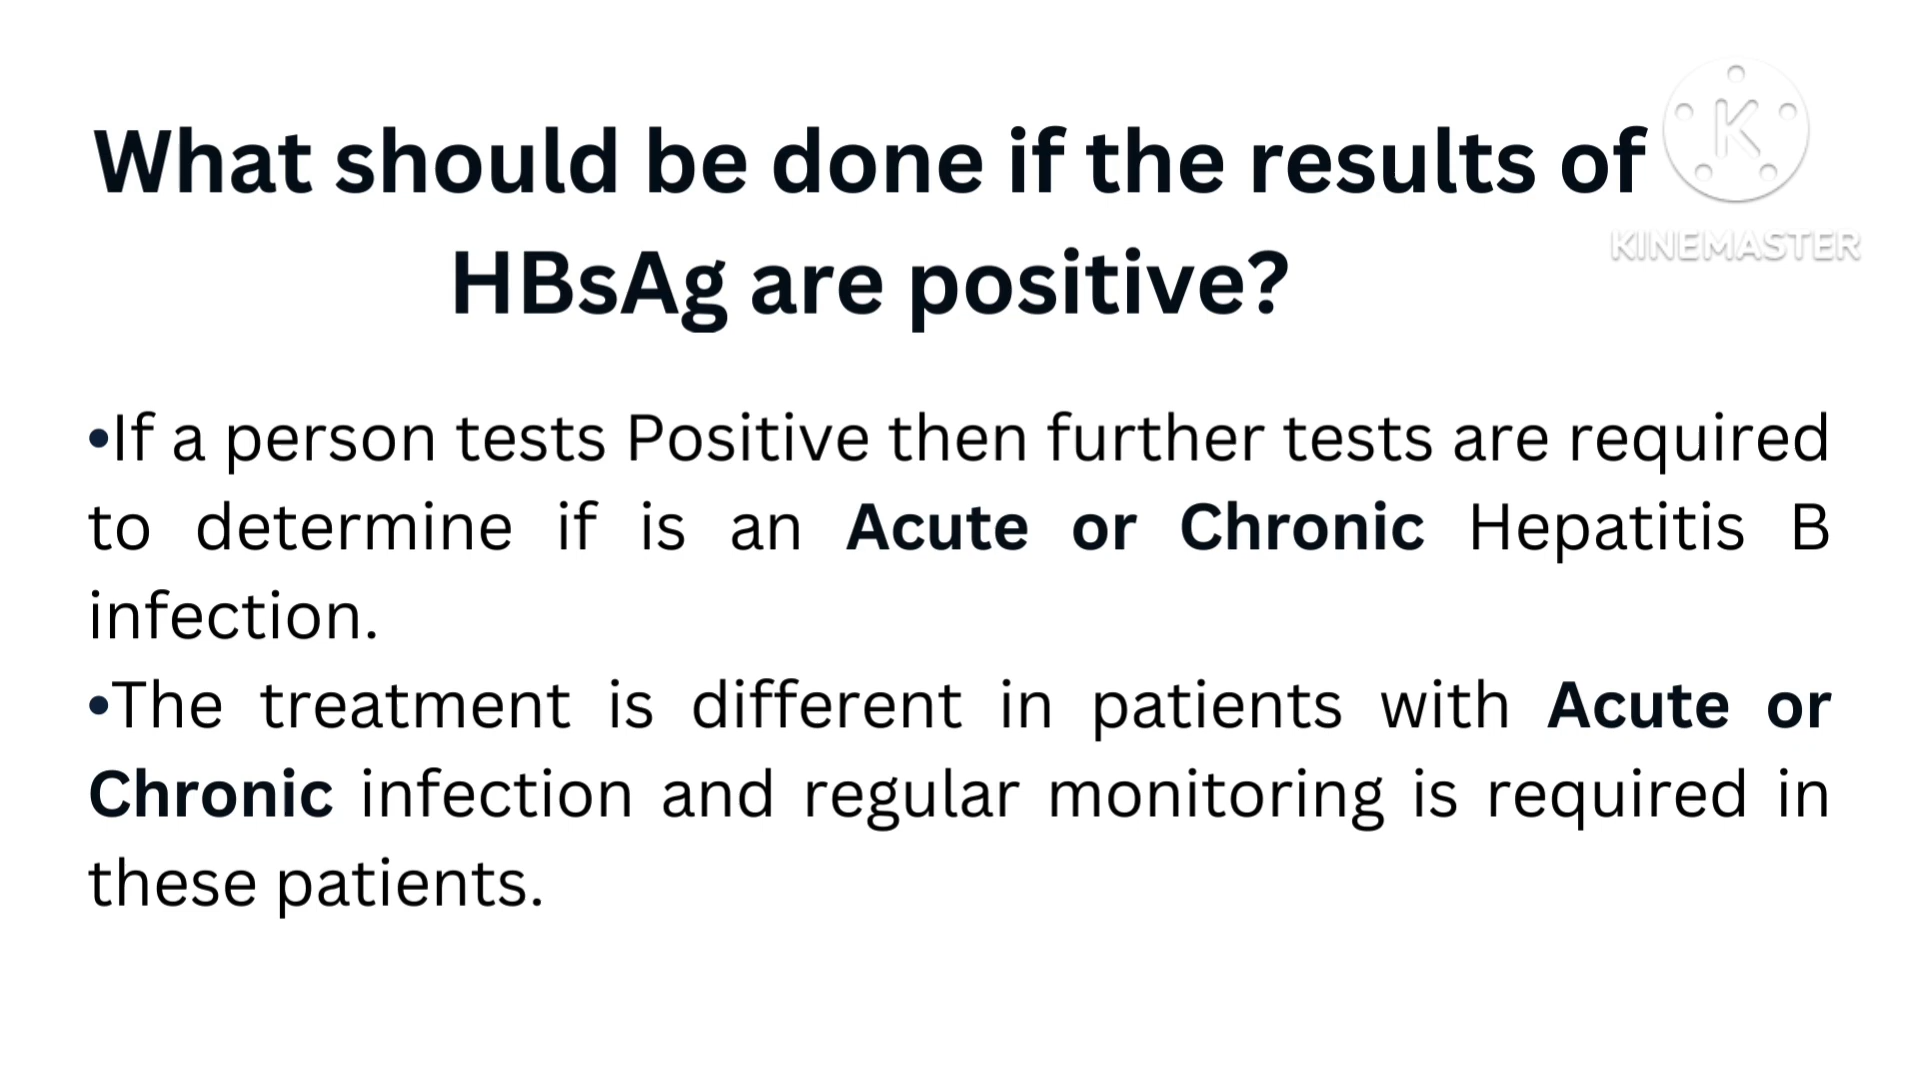 What should be done if the results of
HBsAg are positive?
K
KINEMASTER
•If a person tests Positive then further tests are required
to determine if is an Acute or Chronic Hepatitis B
infection.
•The treatment is different in patients with Acute or
Chronic infection and regular monitoring is required in
these patients.